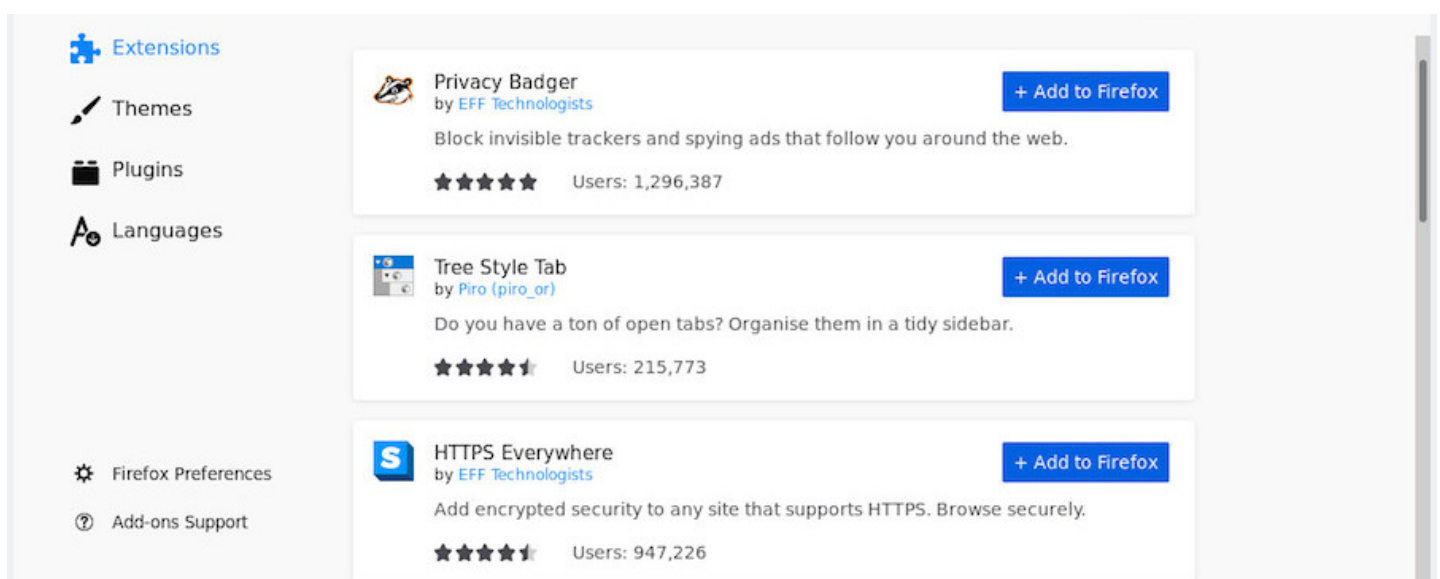 Extensions
Themes
Plugins
Languages
Firefox Preferences
Add-ons Support
Privacy Badger
by EFF Technologists
+ Add to Firefox
Block invisible trackers and spying ads that follow you around the web.
Users: 1,296,387
Tree Style Tab
by Piro (piro_or)
+ Add to Firefox
Do you have a ton of open tabs? Organise them in a tidy sidebar.
Users: 215,773
S
HTTPS Everywhere
by EFF Technologists
+ Add to Firefox
Add encrypted security to any site that supports HTTPS. Browse securely.
Users: 947,226